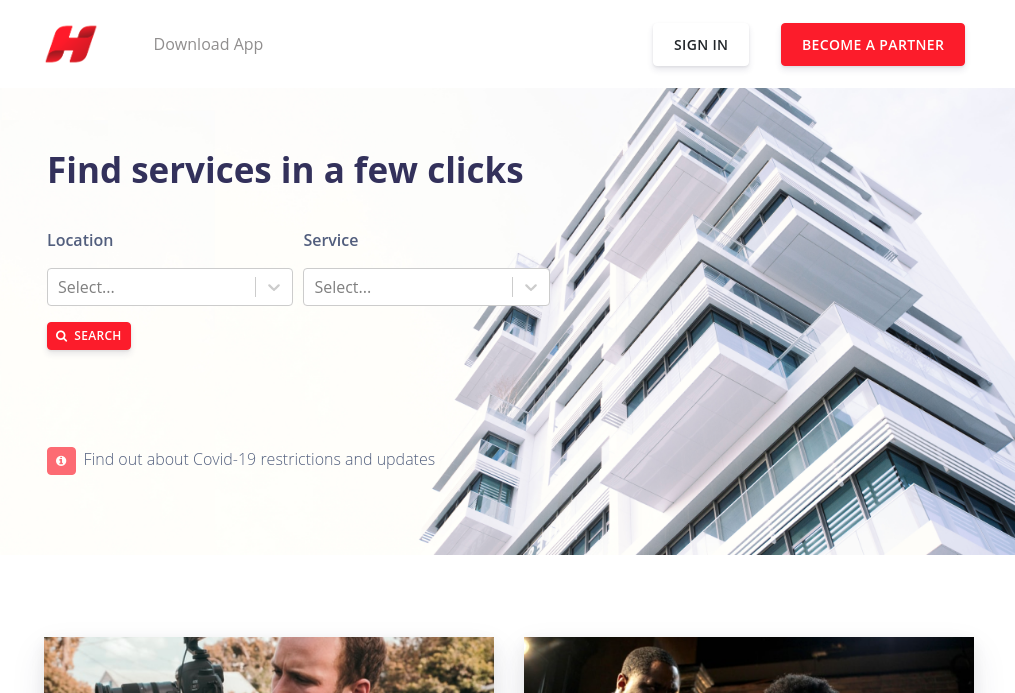 Download App
SIGN IN
BECOME A PARTNER
Find services in a few clicks
Location
Service
Select...
Select...
SEARCH
Find out about Covid-19 restrictions and updates